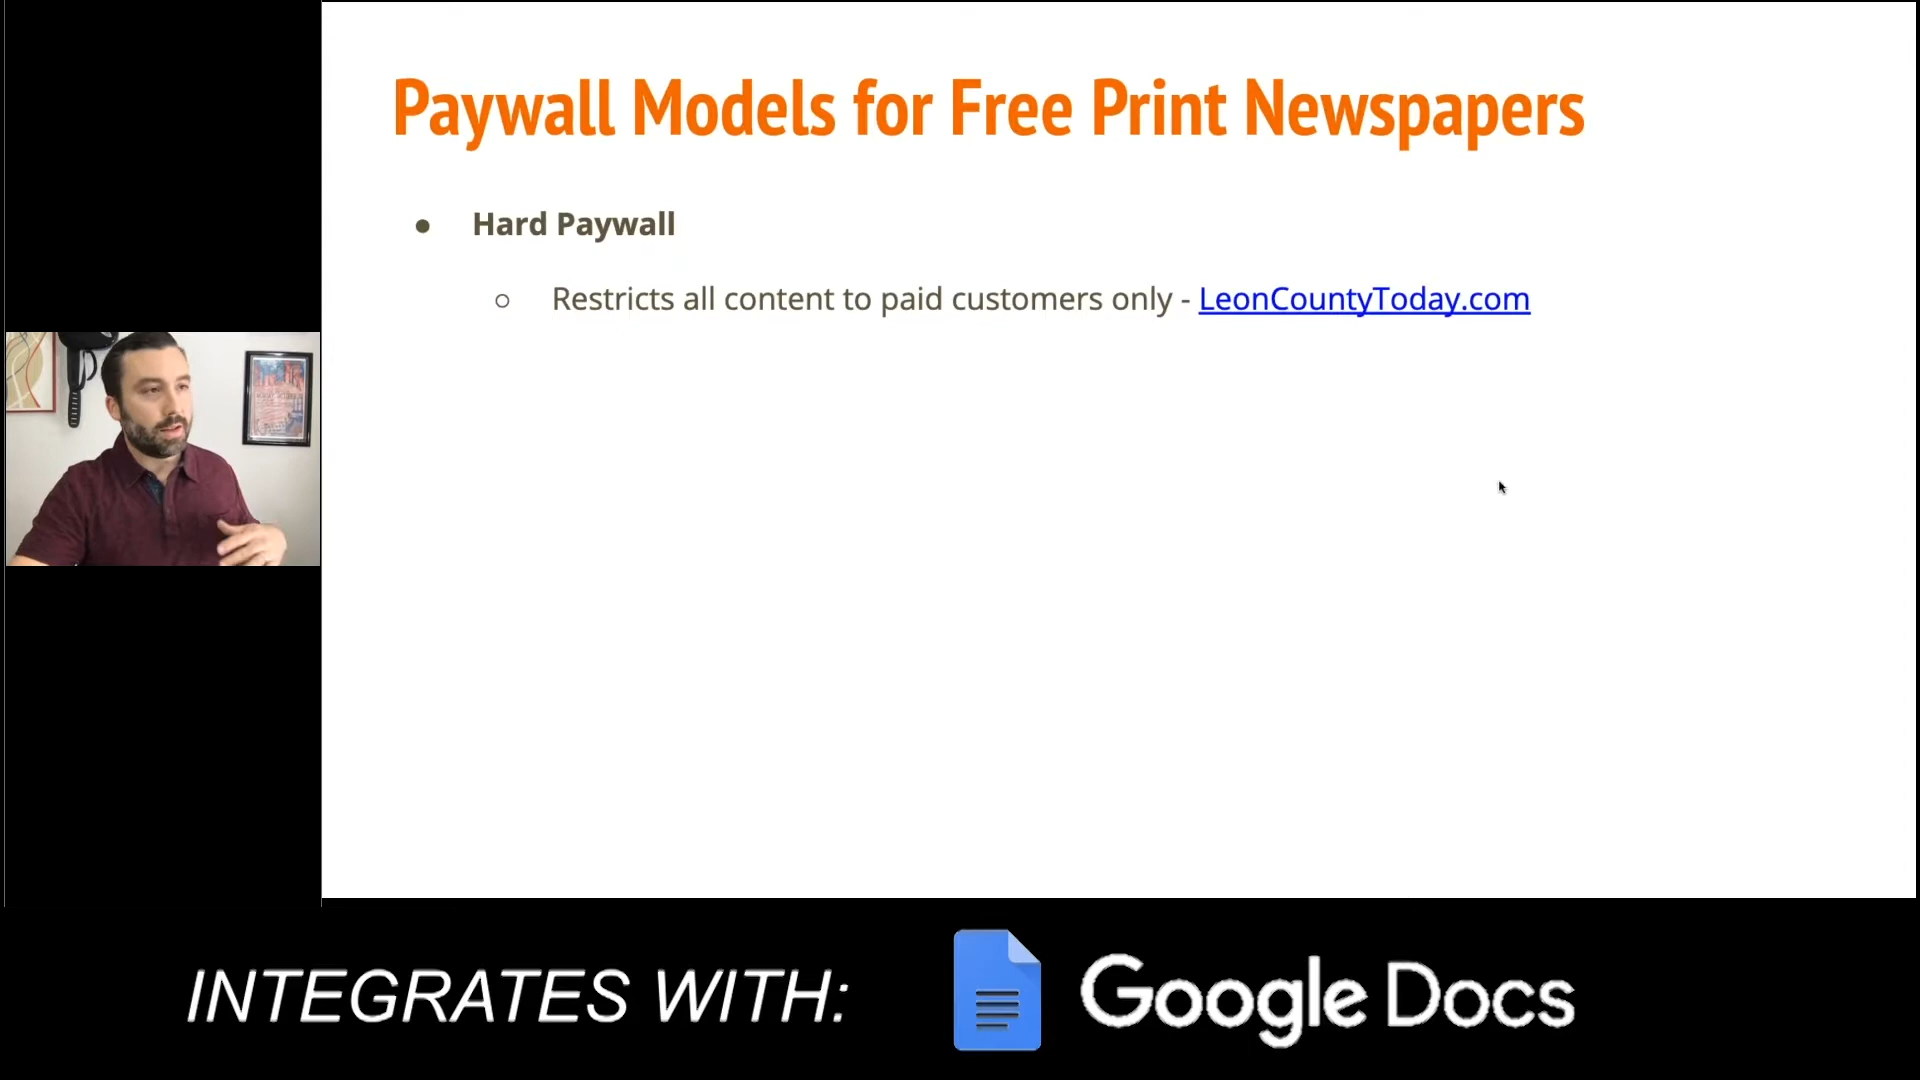 Paywall Models for Free Print Newspapers
● Hard Paywall
○ Restricts all content to paid customers only - LeonCountyToday.com
INTEGRATES WITH: Google Docs